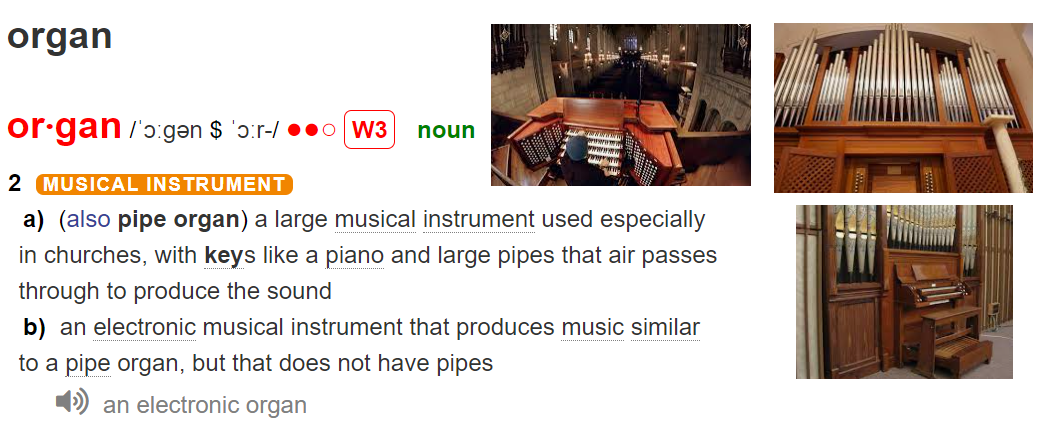 organ
or·gan /ˈɔːɡən $ ˈɔːr-/ ●●○ W3 noun
2 MUSICAL INSTRUMENT
a) (also pipe organ) a large musical instrument used especially
in churches, with keys like a piano and large pipes that air passes
through to produce the sound
b) an electronic musical instrument that produces music similar
to a pipe organ, but that does not have pipes
an electronic organ